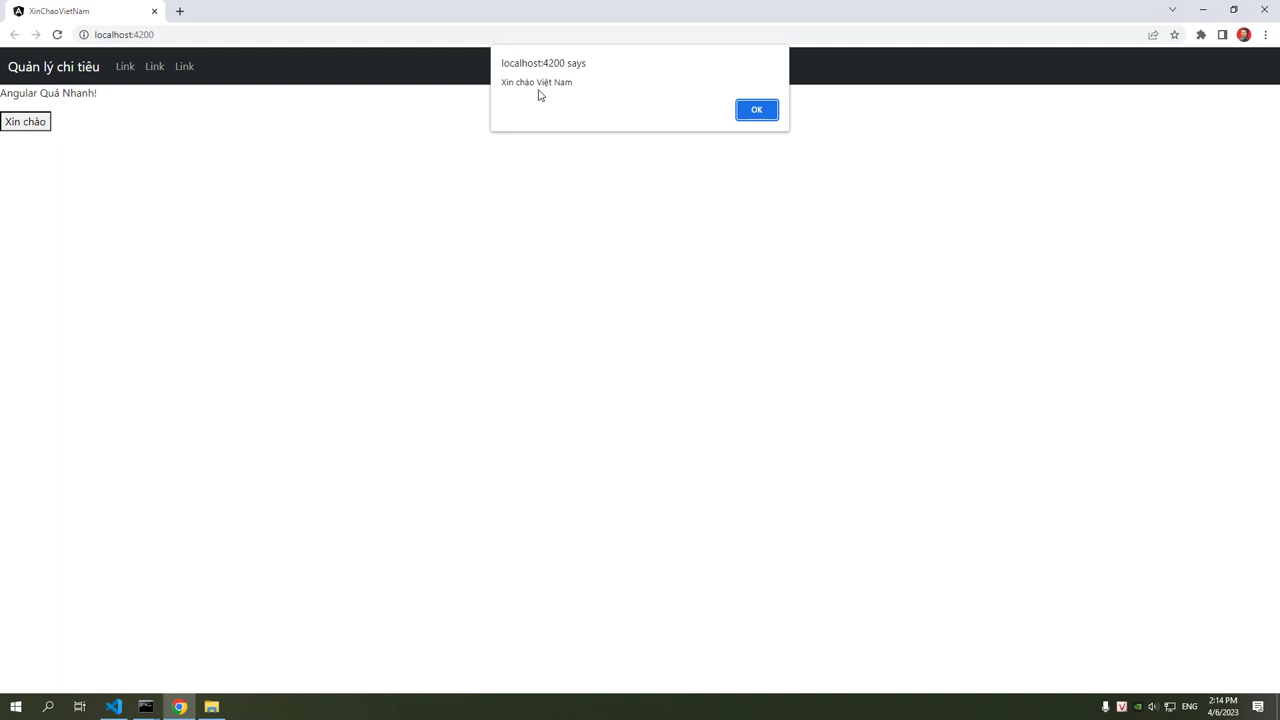 XinChaoVietNam
localhost:4200
localhost:4200 says
Xin chào Việt Nam
OK
Quản lý chi tiêu Link Link Link
Angular Quá Nhanh!
Xin chào
V
ENG
2:14 PM
4/6/2023